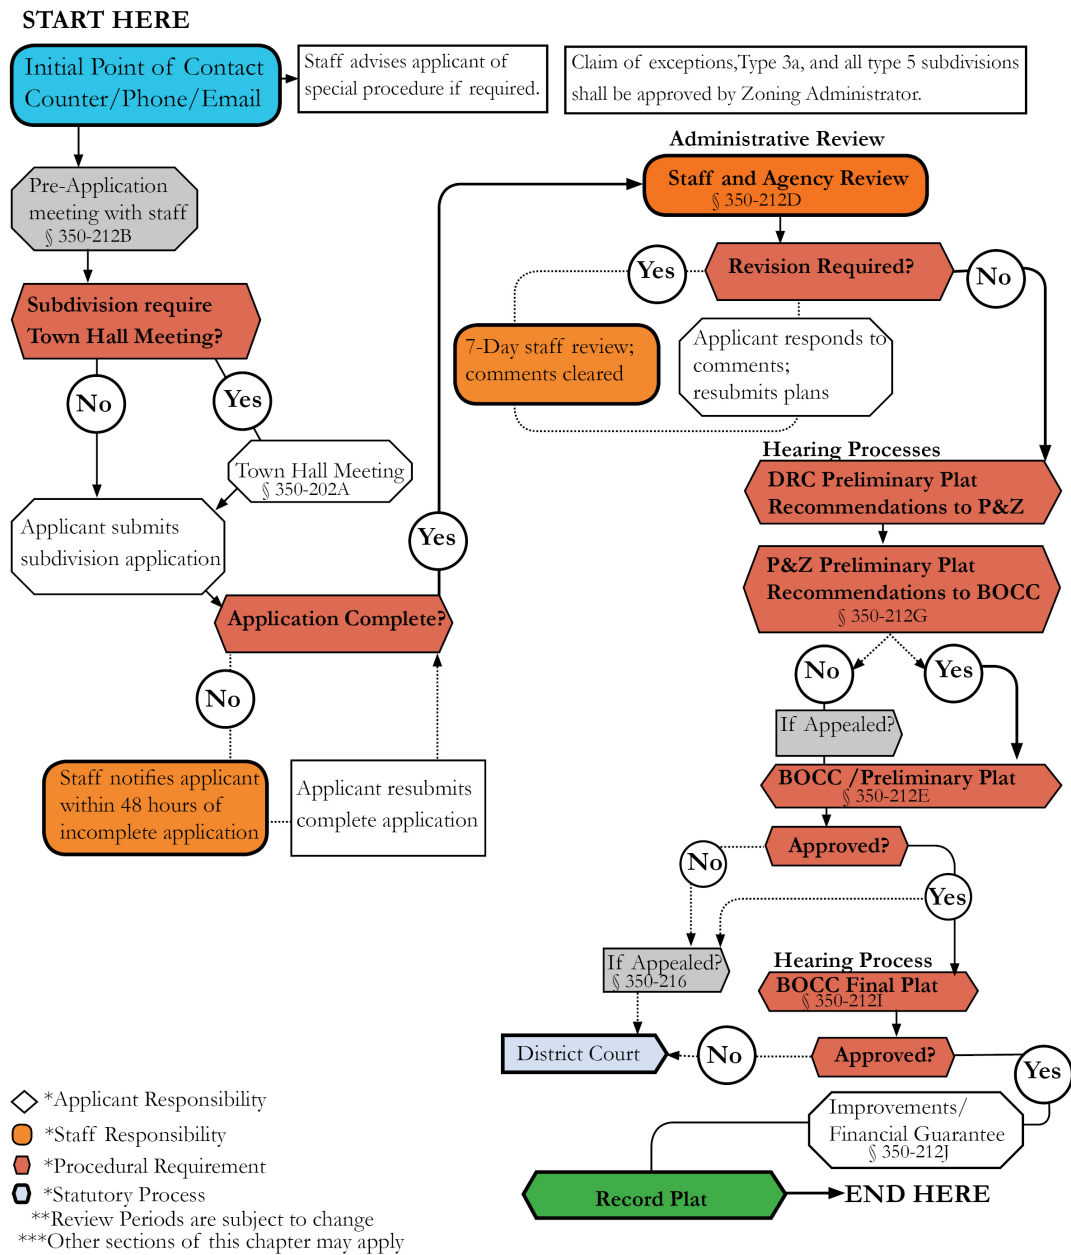 START HERE
Initial Point of Contact
Counter/Phone/Email
Staff advises applicant of
special procedure if required.
Claim of exceptions,Type 3a, and all type 5 subdivisions
shall be approved by Zoning Administrator.
Pre-Application
meeting with staff
§ 350-212B
Subdivision require
Town Hall Meeting?
No
Yes
Town Hall Meeting
§ 350-202A
Applicant submits
subdivision application
Application Complete?
Yes
No
Staff notifies applicant
within 48 hours of
incomplete application
Applicant resubmits
complete application
Administrative Review
Staff and Agency Review
§ 350-212D
Revision Required?
Yes
No
7-Day staff review;
comments cleared
Applicant responds to
comments;
resubmits plans
Hearing Processes
DRC Preliminary Plat
Recommendations to P&Z
P&Z Preliminary Plat
Recommendations to BOCC
§ 350-212G
No
Yes
If Appealed?
BOCC /Preliminary Plat
§ 350-212E
Approved?
No
Yes
If Appealed?
§ 350-216
Hearing Process
BOCC Final Plat
§ 350-212I
District Court
No
Approved?
Yes
Improvements/
Financial Guarantee
§ 350-212J
Record Plat
END HERE
*Applicant Responsibility
*Staff Responsibility
*Procedural Requirement
*Statutory Process
**Review Periods are subject to change
***Other sections of this chapter may apply